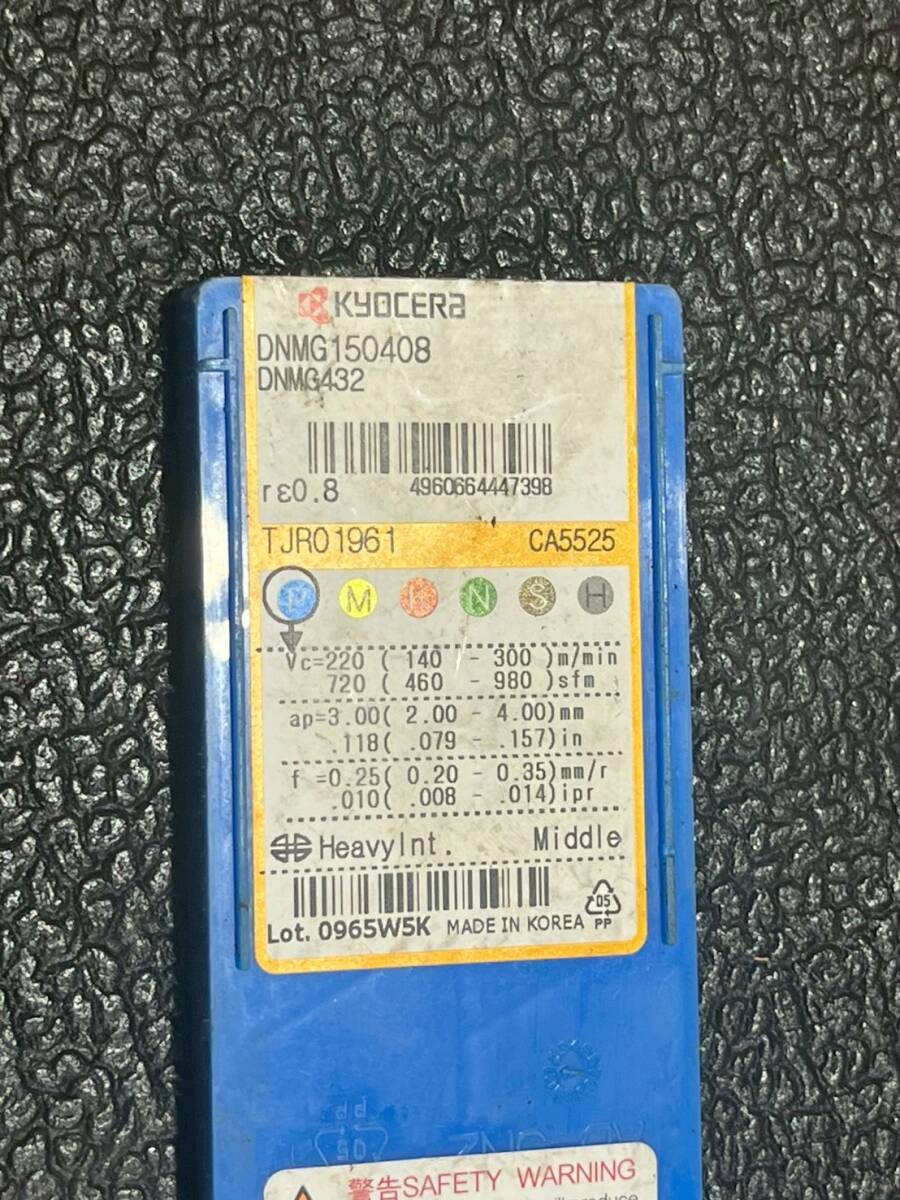 KYOCERA
DNMG150408
DNMG432
rε0.8 4960664447398
TJR01961 CA5525
P M K N S H
Vc=220 ( 140 - 300 )m/min
720 ( 460 - 980 )sfm
ap=3.00( 2.00 - 4.00)mm
.118( .079 - .157)in
f =0.25( 0.20 - 0.35)mm/r
.010( .008 - .014)ipr
HeavyInt. Middle
Lot. 0965W5K MADE IN KOREA
05
PP
警告SAFETY WARNING